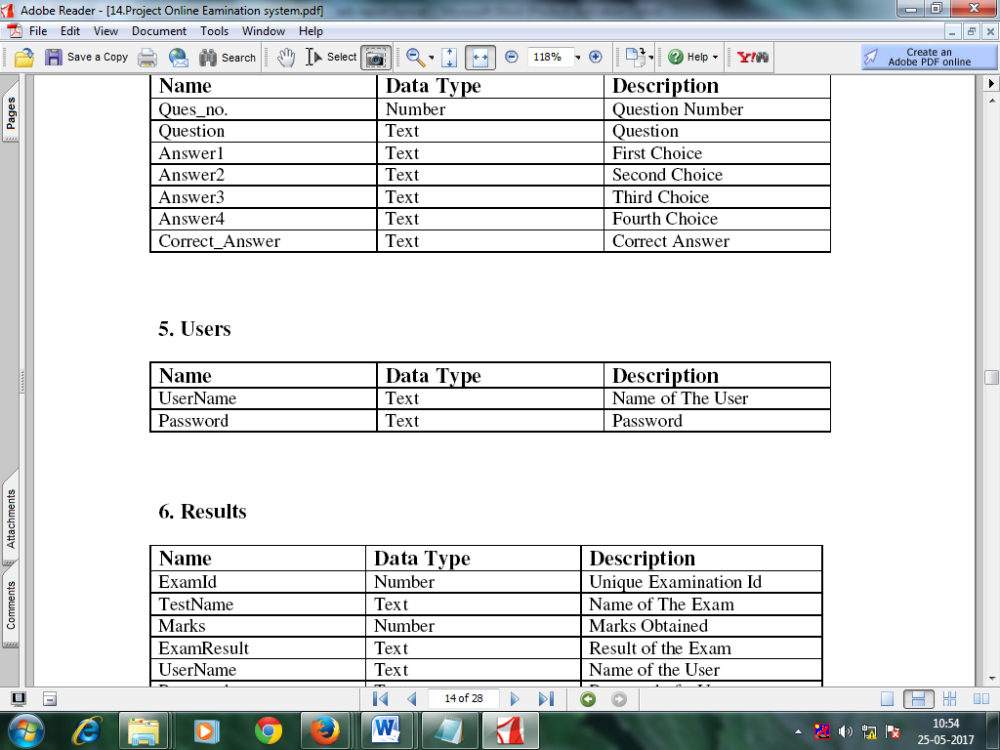 Adobe Reader - [14.Project Online Eamination system.pdf]
File Edit View Document Tools Window Help
Save a Copy Search Select 118% Help Y! Create an Adobe PDF online
Pages
Name Data Type Description
Ques_no. Number Question Number
Question Text Question
Answer1 Text First Choice
Answer2 Text Second Choice
Answer3 Text Third Choice
Answer4 Text Fourth Choice
Correct_Answer Text Correct Answer
5. Users
Name Data Type Description
UserName Text Name of The User
Password Text Password
Attachments
6. Results
Name Data Type Description
ExamId Number Unique Examination Id
TestName Text Name of The Exam
Comments
Marks Number Marks Obtained
ExamResult Text Result of the Exam
UserName Text Name of the User
14 of 28
10:54
25-05-2017